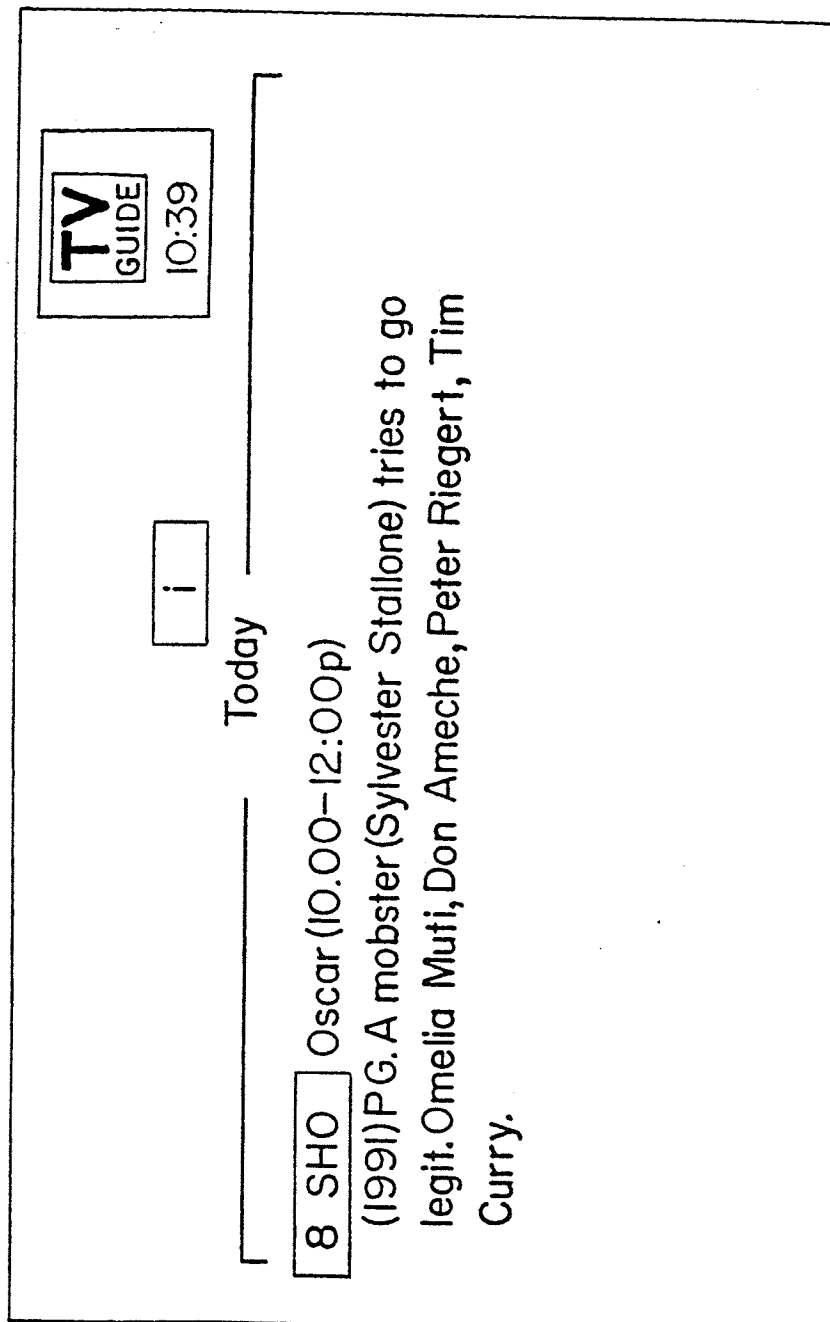 TV
GUIDE
10:39
i
Today
8 SHO Oscar (10.00-12:00p)
(1991) PG. A mobster (Sylvester Stallone) tries to go
legit. Omelia Muti, Don Ameche, Peter Riegert, Tim
Curry.